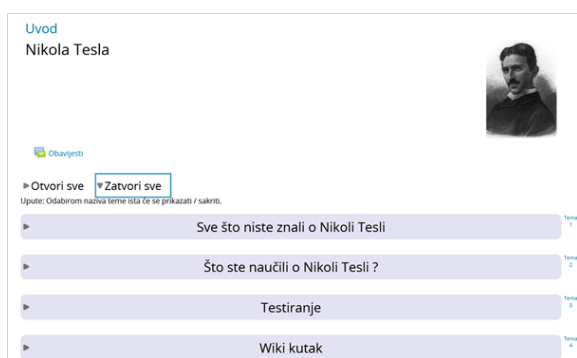 Uvod
Nikola Tesla
Obavijesti
Otvori sve Zatvori sve
Upute: Odabirom naziva teme ista će se prikazati / sakriti.
Sve što niste znali o Nikoli Tesli
Tema
1
Što ste naučili o Nikoli Tesli ?
Tema
2
Testiranje
Tema
3
Wiki kutak
Tema
4